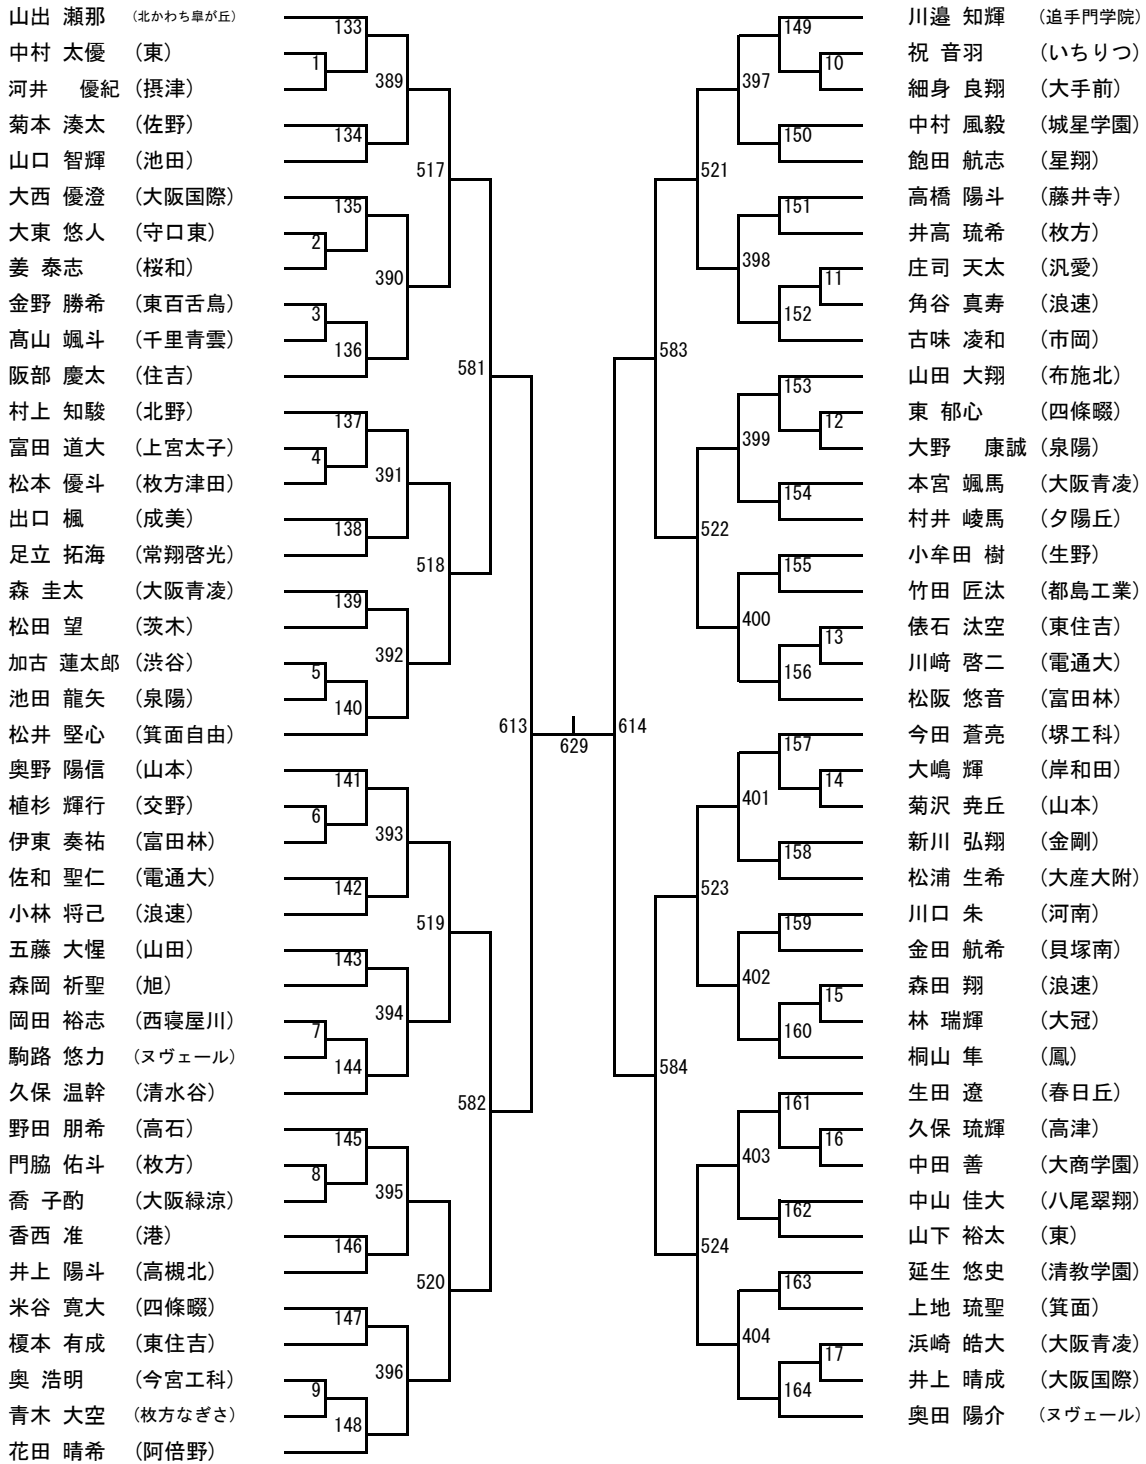 山出 瀬那 (北かわち皐が丘)
中村 太優 (東)
河井 優紀 (摂津)
菊本 湊太 (佐野)
山口 智輝 (池田)
大西 優澄 (大阪国際)
大東 悠人 (守口東)
姜 泰志 (桜和)
金野 勝希 (東百舌鳥)
髙山 颯斗 (千里青雲)
阪部 慶太 (住吉)
村上 知駿 (北野)
富田 道大 (上宮太子)
松本 優斗 (枚方津田)
出口 楓 (成美)
足立 拓海 (常翔啓光)
森 圭太 (大阪青凌)
松田 望 (茨木)
加古 蓮太郎 (渋谷)
池田 龍矢 (泉陽)
松井 堅心 (箕面自由)
奥野 陽信 (山本)
植杉 輝行 (交野)
伊東 奏祐 (富田林)
佐和 聖仁 (電通大)
小林 将己 (浪速)
五藤 大惺 (山田)
森岡 祈聖 (旭)
岡田 裕志 (西寝屋川)
駒路 悠力 (ヌヴェール)
久保 温幹 (清水谷)
野田 朋希 (高石)
門脇 佑斗 (枚方)
喬 子酌 (大阪緑涼)
香西 准 (港)
井上 陽斗 (高槻北)
米谷 寛大 (四條畷)
榎本 有成 (東住吉)
奥 浩明 (今宮工科)
青木 大空 (枚方なぎさ)
花田 晴希 (阿倍野)
133
1
389
134
517
135
2
390
3
136
581
137
4
391
138
518
139
392
5
140
613
141
6
393
142
519
143
394
7
144
582
145
8
395
146
520
147
396
9
148
629
614
149
10
397
150
521
151
398
11
152
583
153
12
399
154
522
155
400
13
156
157
14
401
158
523
159
402
15
160
584
161
16
403
162
524
163
404
17
164
川邉 知輝 (追手門学院)
祝 音羽 (いちりつ)
細身 良翔 (大手前)
中村 風毅 (城星学園)
飽田 航志 (星翔)
高橋 陽斗 (藤井寺)
井高 琉希 (枚方)
庄司 天太 (汎愛)
角谷 真寿 (浪速)
古味 凌和 (市岡)
山田 大翔 (布施北)
東 郁心 (四條畷)
大野 康誠 (泉陽)
本宮 颯馬 (大阪青凌)
村井 崚馬 (夕陽丘)
小牟田 樹 (生野)
竹田 匠汰 (都島工業)
俵石 汰空 (東住吉)
川﨑 啓二 (電通大)
松阪 悠音 (富田林)
今田 蒼亮 (堺工科)
大嶋 輝 (岸和田)
菊沢 尭丘 (山本)
新川 弘翔 (金剛)
松浦 生希 (大産大附)
川口 朱 (河南)
金田 航希 (貝塚南)
森田 翔 (浪速)
林 瑞輝 (大冠)
桐山 隼 (鳳)
生田 遼 (春日丘)
久保 琉輝 (高津)
中田 善 (大商学園)
中山 佳大 (八尾翠翔)
山下 裕太 (東)
延生 悠史 (清教学園)
上地 琉聖 (箕面)
浜崎 皓大 (大阪青凌)
井上 晴成 (大阪国際)
奥田 陽介 (ヌヴェール)